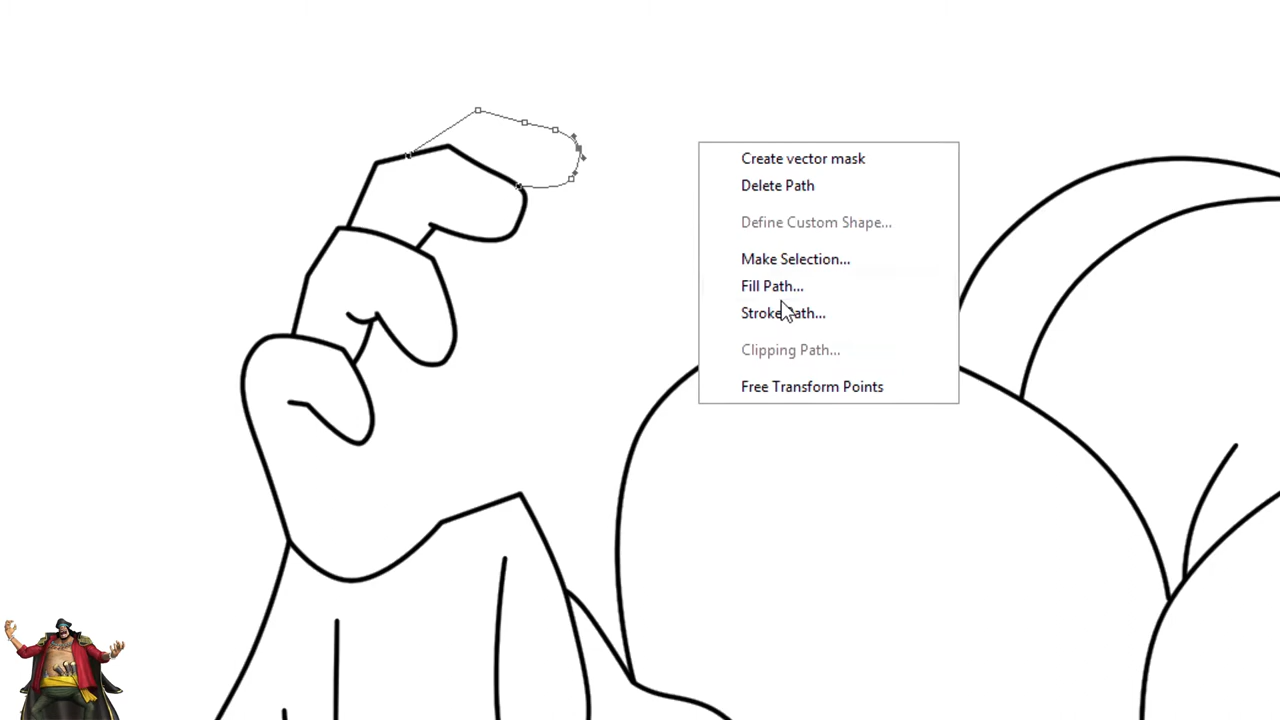 Create vector mask
Delete Path
Define Custom Shape...
Make Selection...
Fill Path...
Stroke Path...
Clipping Path...
Free Transform Points